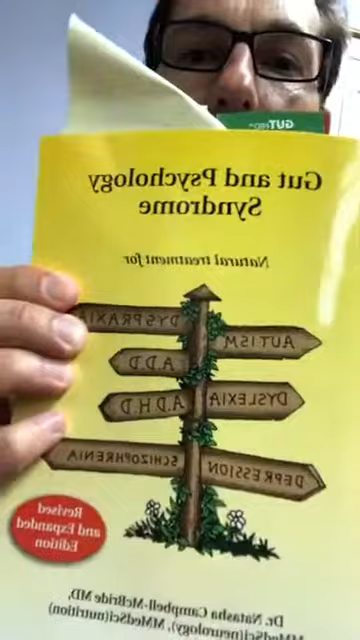 GUT
Gut and Psychology
Syndrome
Natural treatment for
DYSPRAXIA
AUTISM
A.D.D.
DYSLEXIA
A.D.H.D.
SCHIZOPHRENIA
DEPRESSION
Revised
and Expanded
Edition
Dr. Natasha Campbell-McBride MD,
MMedSci(neurology), MMedSci(nutrition)